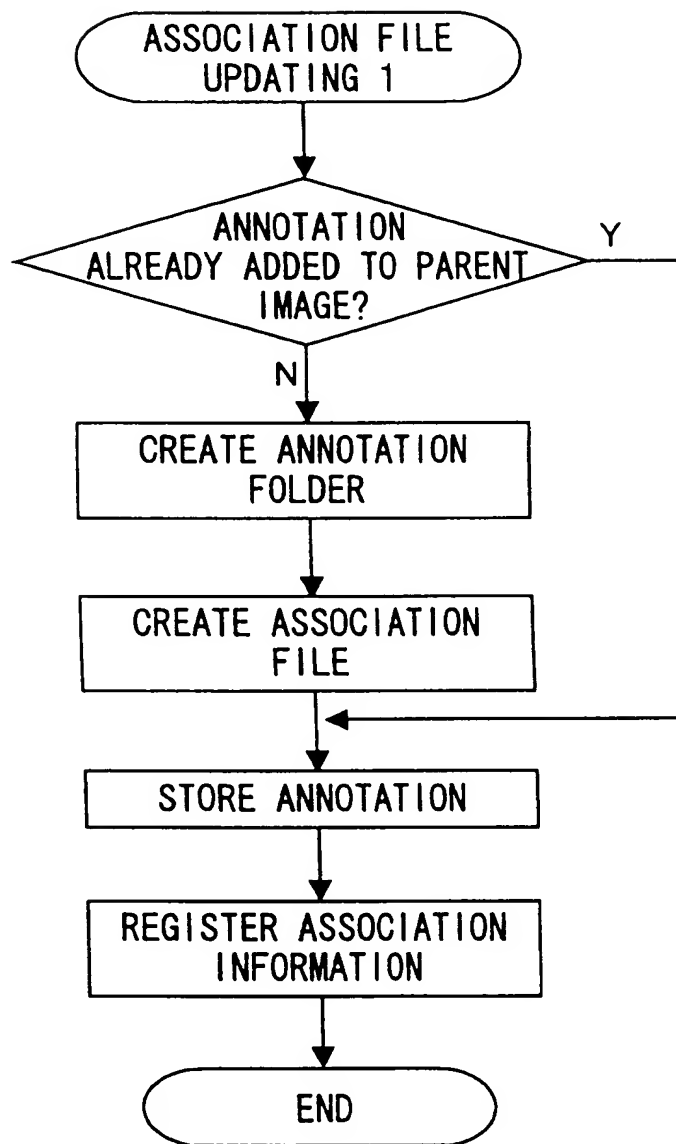 ASSOCIATION FILE
UPDATING 1
ANNOTATION
ALREADY ADDED TO PARENT
IMAGE?
Y
N
CREATE ANNOTATION
FOLDER
CREATE ASSOCIATION
FILE
STORE ANNOTATION
REGISTER ASSOCIATION
INFORMATION
END